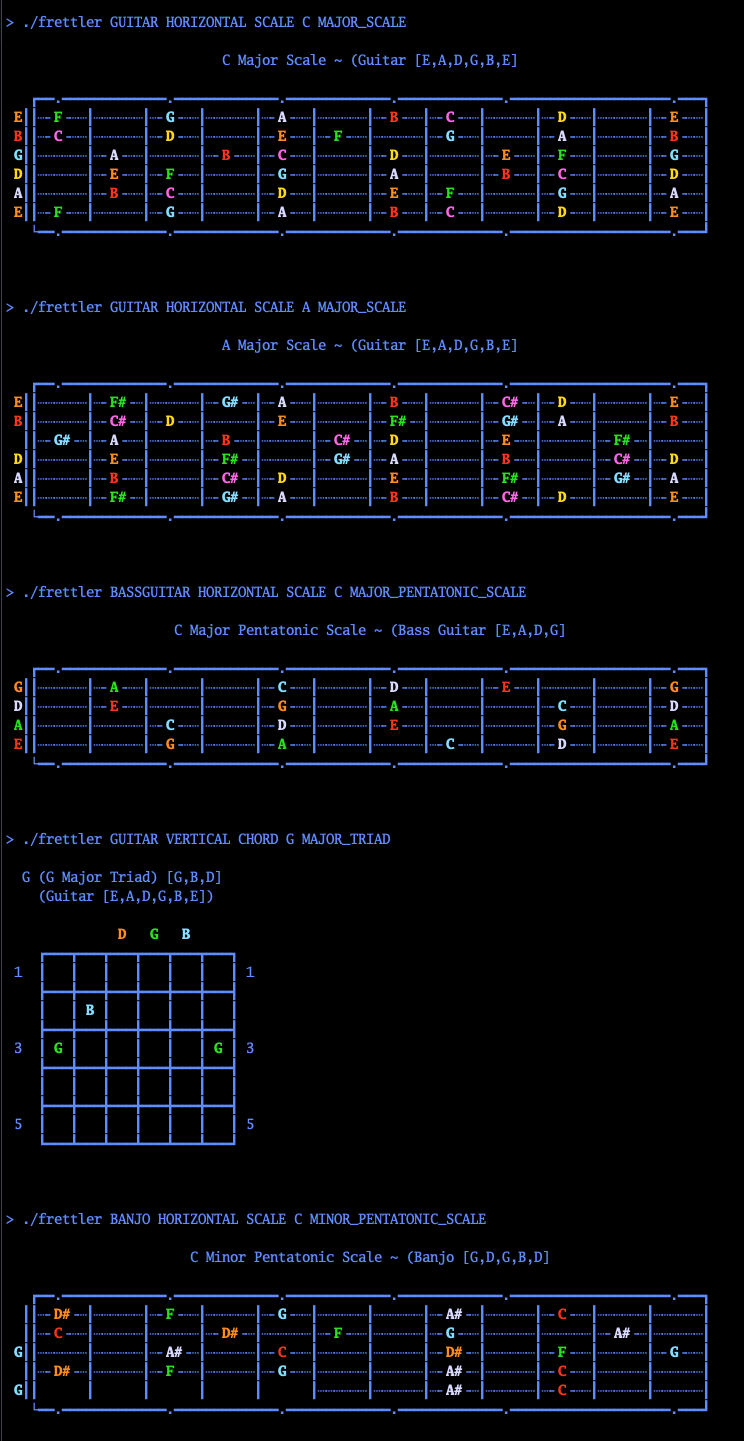 > ./frettler GUITAR HORIZONTAL SCALE C MAJOR_SCALE
C Major Scale ~ (Guitar [E,A,D,G,B,E]
E F G A B C D E
B C D E F G A B
G A B C D E F G
D E F G A B C D
A B C D E F G A
E F G A B C D E
> ./frettler GUITAR HORIZONTAL SCALE A MAJOR_SCALE
A Major Scale ~ (Guitar [E,A,D,G,B,E]
E F# G# A B C# D E
B C# D E F# G# A B
G# A B C# D E F#
D E F# G# A B C# D
A B C# D E F# G# A
E F# G# A B C# D E
> ./frettler BASSGUITAR HORIZONTAL SCALE C MAJOR_PENTATONIC_SCALE
C Major Pentatonic Scale ~ (Bass Guitar [E,A,D,G]
G A C D E G
D E G A C D
A C D E G A
E G A C D E
> ./frettler GUITAR VERTICAL CHORD G MAJOR_TRIAD
G (G Major Triad) [G,B,D]
(Guitar [E,A,D,G,B,E])
D G B
1 1
B
3 G G 3
5 5
> ./frettler BANJO HORIZONTAL SCALE C MINOR_PENTATONIC_SCALE
C Minor Pentatonic Scale ~ (Banjo [G,D,G,B,D]
D# F G A# C
C D# F G A#
G A# C D# F G
D# F G A# C
G A# C